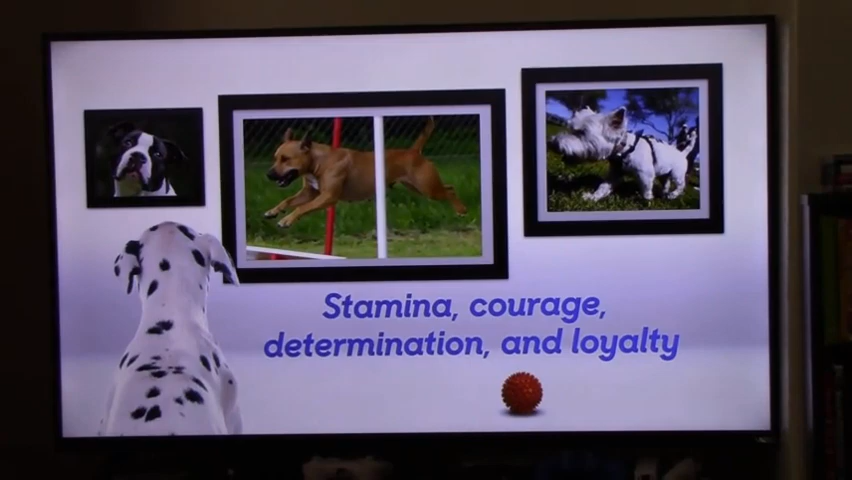 Stamina, courage,
determination, and loyalty